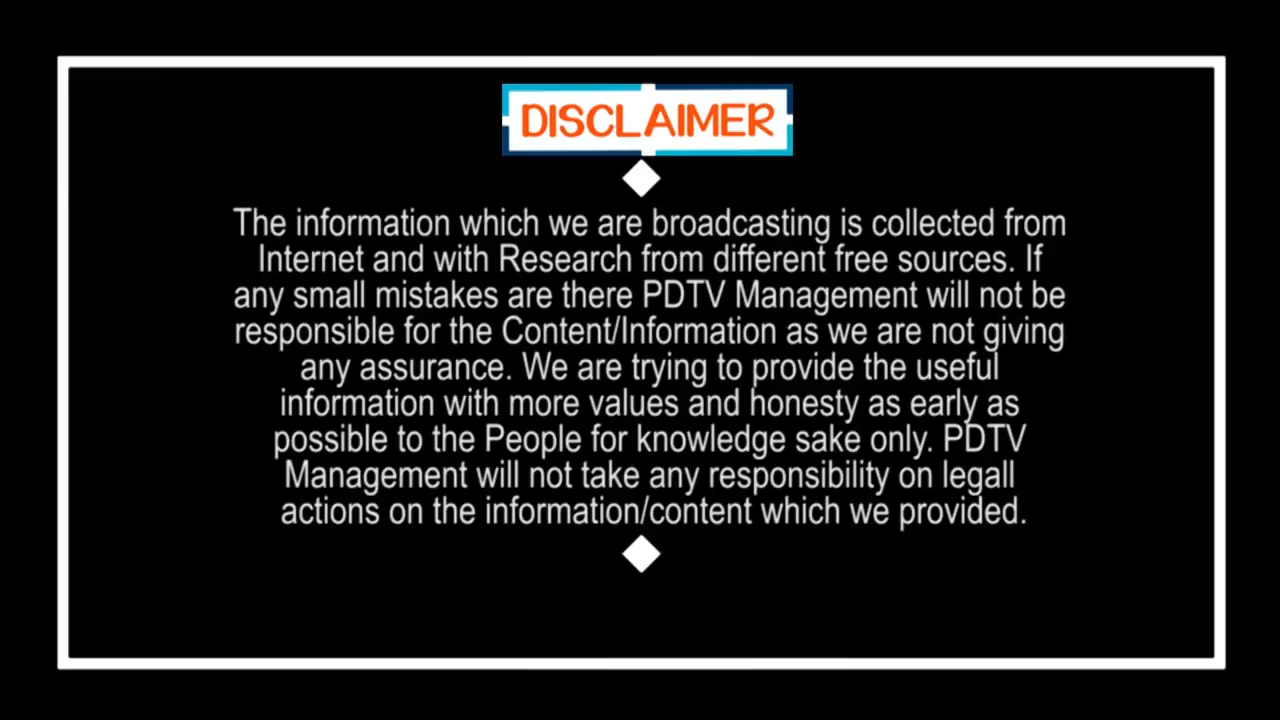 DISCLAIMER
The information which we are broadcasting is collected from
Internet and with Research from different free sources. If
any small mistakes are there PDTV Management will not be
responsible for the Content/Information as we are not giving
any assurance. We are trying to provide the useful
information with more values and honesty as early as
possible to the People for knowledge sake only. PDTV
Management will not take any responsibility on legall
actions on the information/content which we provided.